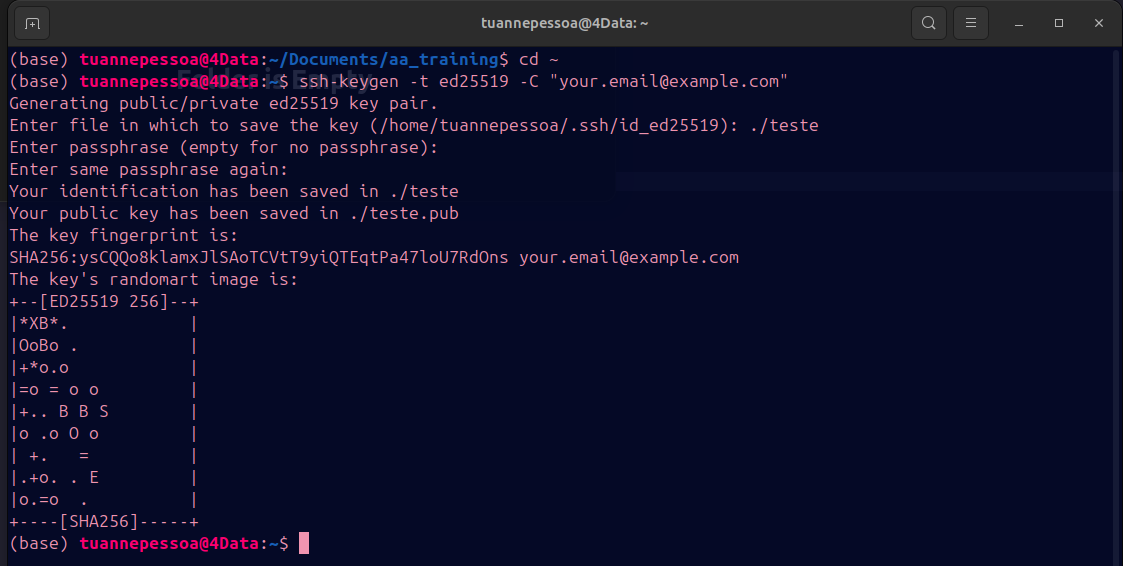 tuannepessoa@4Data: ~
(base) tuannepessoa@4Data:~/Documents/aa_training$ cd ~
(base) tuannepessoa@4Data:~$ ssh-keygen -t ed25519 -C "your.email@example.com"
Folder is Empty
Generating public/private ed25519 key pair.
Enter file in which to save the key (/home/tuannepessoa/.ssh/id_ed25519): ./teste
Enter passphrase (empty for no passphrase):
Enter same passphrase again:
Your identification has been saved in ./teste
Your public key has been saved in ./teste.pub
The key fingerprint is:
SHA256:ysCQQo8klamxJlSAoTCVtT9yiQTEqtPa47loU7RdOns your.email@example.com
The key's randomart image is:
+--[ED25519 256]--+
|*XB*.            |
|OoBo .           |
|+*o.o            |
|=o = o o         |
|+.. B B S        |
|o .o O o         |
| +.   =          |
|.+o. . E         |
|o.=o  .          |
+----[SHA256]-----+
(base) tuannepessoa@4Data:~$